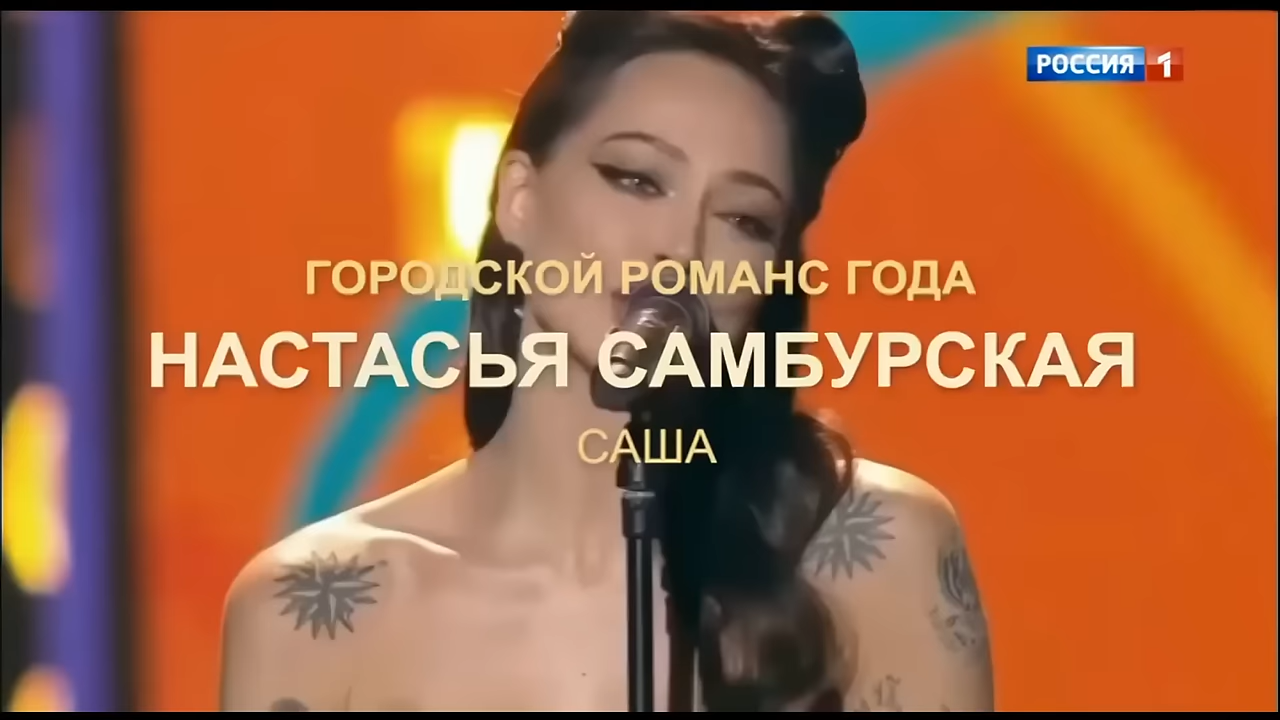 РОССИЯ 1
ГОРОДСКОЙ РОМАНС ГОДА
НАСТАСЬЯ САМБУРСКАЯ
САША